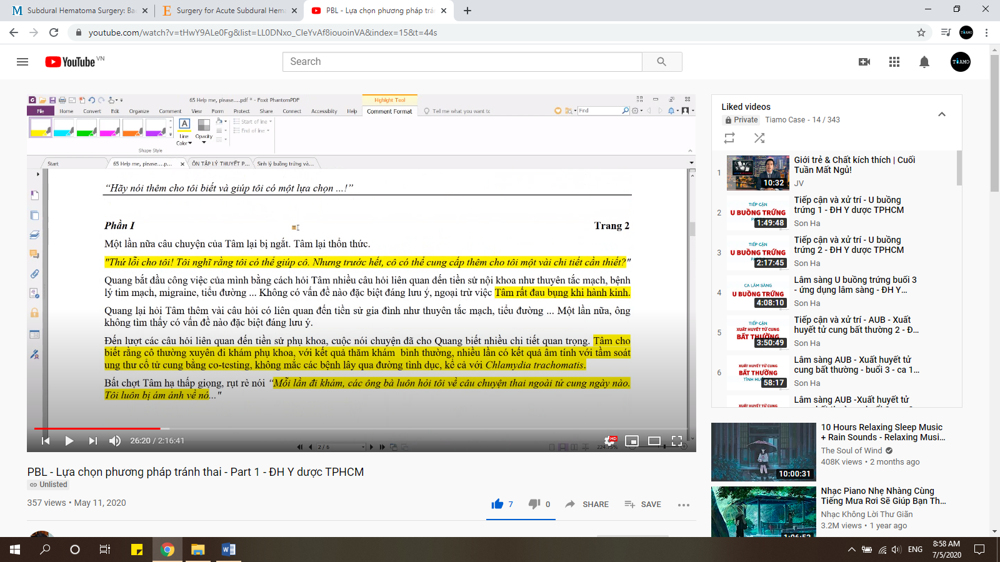 Subdural Hematoma Surgery: Ba
Surgery for Acute Subdural Hema
PBL - Lựa chọn phương pháp trán
youtube.com/watch?v=tHwY9ALe0Fg&list=LL0DNxo_CleYvAf8iouoinVA&index=15&t=44s
TIAMO
YouTube VN
Search
TIAMO
65 Help me, please....pdf * - Foxit PhantomPDF
Highlight Tool
File Home Convert Edit Organize Comment View Form Protect Share Connect Accessibility Help Comment Format Tell me what you want to Find
Line Color
Opacity
Start of line
End of line
Shape Style
Start
65 Help me, please....p...
ÔN TẬP LÝ THUYẾT P...
Sinh lý buồng trứng và...
“Hãy nói thêm cho tôi biết và giúp tôi có một lựa chọn ...!”
Phần I Trang 2
Một lần nữa câu chuyện của Tâm lại bị ngắt. Tâm lại thổn thức.
"Thứ lỗi cho tôi! Tôi nghĩ rằng tôi có thể giúp cô. Nhưng trước hết, cô có thể cung cấp thêm cho tôi một vài chi tiết cần thiết?"
Quang bắt đầu công việc của mình bằng cách hỏi Tâm nhiều câu hỏi liên quan đến tiền sử nội khoa như thuyên tắc mạch, bệnh
lý tim mạch, migraine, tiểu đường ... Không có vấn đề nào đặc biệt đáng lưu ý, ngoại trừ việc Tâm rất đau bụng khi hành kinh.
Quang lại hỏi Tâm thêm vài câu hỏi có liên quan đến tiền sử gia đình như thuyên tắc mạch, tiểu đường ... Một lần nữa, ông
không tìm thấy có vấn đề nào đặc biệt đáng lưu ý.
Đến lượt các câu hỏi liên quan đến tiền sử phụ khoa, cuộc nói chuyện đã cho Quang biết nhiều chi tiết quan trọng. Tâm cho
biết rằng cô thường xuyên đi khám phụ khoa, với kết quả thăm khám bình thường, nhiều lần có kết quả âm tính với tầm soát
ung thư cổ tử cung bằng co-testing, không mắc các bệnh lây qua đường tình dục, kể cả với Chlamydia trachomatis.
Bất chợt Tâm hạ thấp giọng, rụt rè nói “Mỗi lần đi khám, các ông bà luôn hỏi tôi về câu chuyện thai ngoài tử cung ngày nào.
Tôi luôn bị ám ảnh về nó..."
26:20 / 2:16:41
HD
2 / 6
224.75%
PBL - Lựa chọn phương pháp tránh thai - Part 1 - ĐH Y dược TPHCM
Unlisted
357 views • May 11, 2020
7 0 SHARE SAVE
Liked videos
Private Tiamo Case - 14 / 343
1
10:32
Giới trẻ & Chất kích thích | Cuối
Tuần Mất Ngủ!
JV
2
TIẾP CẬN
U BUỒNG TRỨNG
1:49:48
Tiếp cận và xử trí - U buồng
trứng 1 - ĐH Y dược TPHCM
Son Ha
3
TIẾP CẬN
U BUỒNG TRỨNG
2:17:45
Tiếp cận và xử trí - U buồng
trứng 2 - ĐH Y dược TPHCM
Son Ha
4
CA LÂM SÀNG
U BUỒNG TRỨNG
4:08:10
Lâm sàng U buồng trứng buổi 3
- ứng dụng lâm sàng - ĐH Y...
Son Ha
5
TIẾP CẬN
XUẤT HUYẾT TỬ CUNG
BẤT THƯỜNG
3:50:49
Tiếp cận và xử trí - AUB - Xuất
huyết tử cung bất thường 2 - Đ...
Son Ha
6
XUẤT HUYẾT TỬ CUNG
BẤT THƯỜNG
58:17
Lâm sàng AUB - Xuất huyết tử
cung bất thường - buổi 3 - ca 1...
Son Ha
Lâm sàng AUB -Xuất huyết tử
10:00:31
10 Hours Relaxing Sleep Music
+ Rain Sounds - Relaxing Musi...
The Soul of Wind
408K views • 2 months ago
Nhạc Piano Nhẹ Nhàng Cùng
Tiếng Mưa Rơi Sẽ Giúp Bạn Th...
Nhạc Không Lời Thư Giãn
3.2M views • 1 year ago
ENG
8:58 AM
7/5/2020